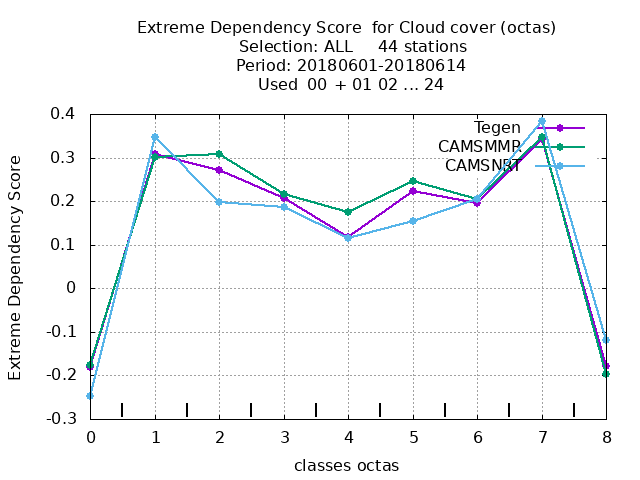 Extreme Dependency Score  for Cloud cover (octas)
Selection: ALL     44 stations
Period: 20180601-20180614
Used  00  + 01 02 ... 24
Tegen
CAMSMMR
CAMSNRT
Extreme Dependency Score
0.4
0.3
0.2
0.1
0
-0.1
-0.2
-0.3
0 1 2 3 4 5 6 7 8
classes octas